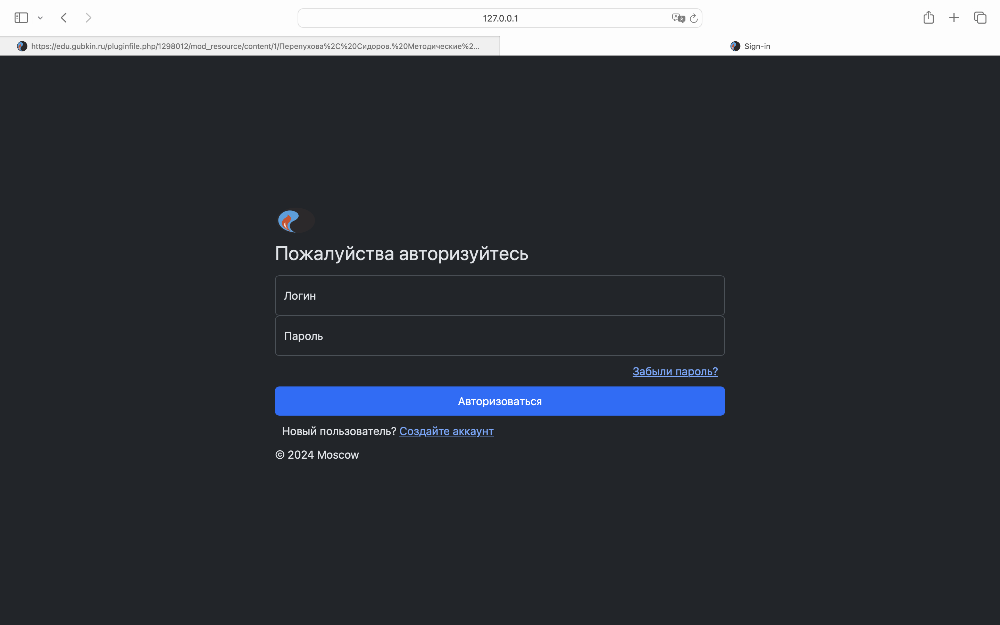 127.0.0.1
https://edu.gubkin.ru/pluginfile.php/1298012/mod_resource/content/1/Перепухова%2C%20Сидоров.%20Методические%2...
Sign-in
Пожалуйства авторизуйтесь
Логин
Пароль
Забыли пароль?
Авторизоваться
Новый пользователь? Создайте аккаунт
© 2024 Moscow